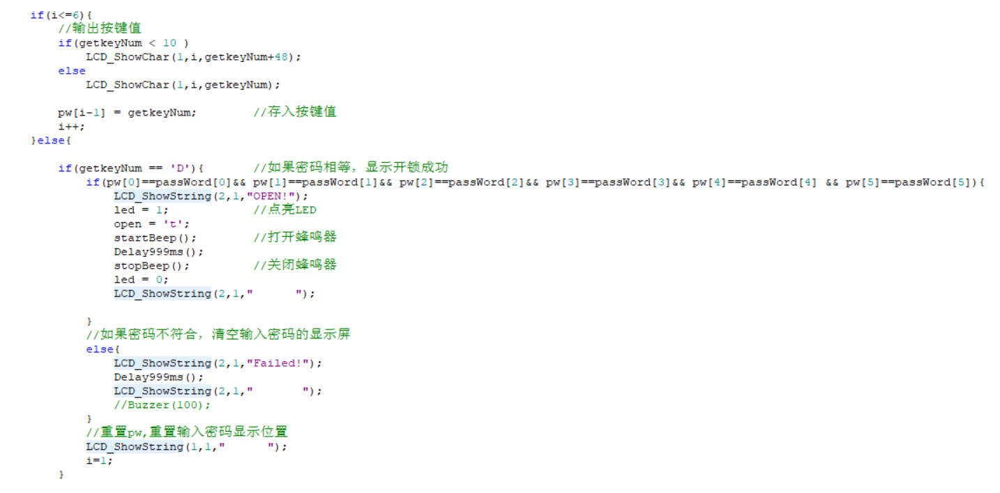 if(i<=6){
//输出按键值
if(getkeyNum < 10 )
LCD_ShowChar(1,i,getkeyNum+48);
else
LCD_ShowChar(1,i,getkeyNum);
pw[i-1] = getkeyNum; //存入按键值
i++;
}else{
if(getkeyNum == 'D'){ //如果密码相等，显示开锁成功
if(pw[0]==passWord[0]&& pw[1]==passWord[1]&& pw[2]==passWord[2]&& pw[3]==passWord[3]&& pw[4]==passWord[4] && pw[5]==passWord[5]){
LCD_ShowString(2,1,"OPEN!");
led = 1; //点亮LED
open = 't';
startBeep(); //打开蜂鸣器
Delay999ms();
stopBeep(); //关闭蜂鸣器
led = 0;
LCD_ShowString(2,1,"      ");
}
//如果密码不符合，清空输入密码的显示屏
else{
LCD_ShowString(2,1,"Failed!");
Delay999ms();
LCD_ShowString(2,1,"       ");
//Buzzer(100);
}
//重置pw,重置输入密码显示位置
LCD_ShowString(1,1,"      ");
i=1;
}